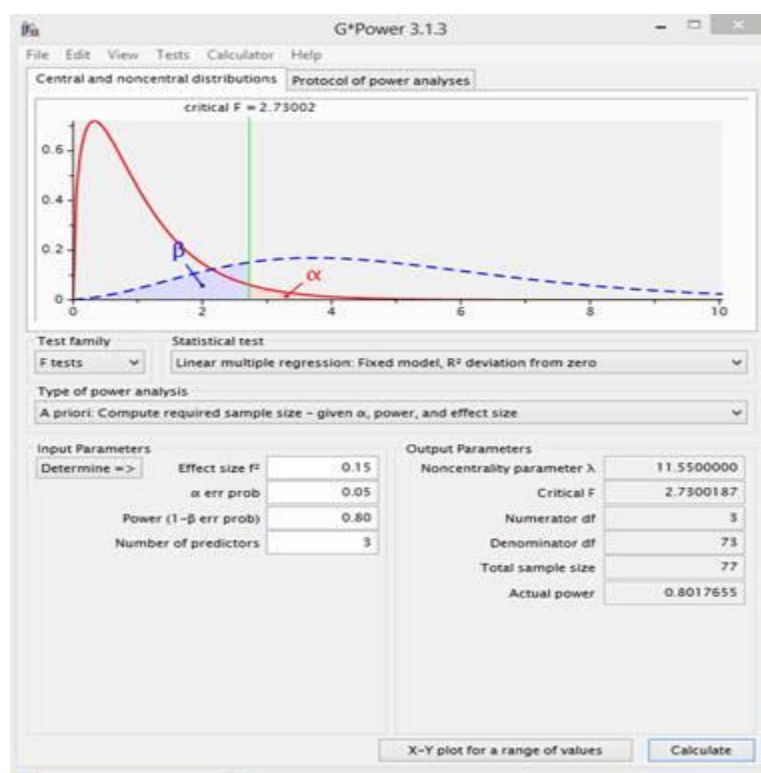 G*Power 3.1.3
File Edit View Tests Calculator Help
Central and noncentral distributions Protocol of power analyses
critical F = 2.73002
0.6
0.4
0.2
0
β
α
0 2 4 6 8 10
Test family Statistical test
F tests Linear multiple regression: Fixed model, R² deviation from zero
Type of power analysis
A priori: Compute required sample size – given α, power, and effect size
Input Parameters Output Parameters
Determine => Effect size f² 0.15 Noncentrality parameter λ 11.5500000
α err prob 0.05 Critical F 2.7300187
Power (1-β err prob) 0.80 Numerator df 3
Number of predictors 3 Denominator df 73
Total sample size 77
Actual power 0.8017655
X-Y plot for a range of values Calculate